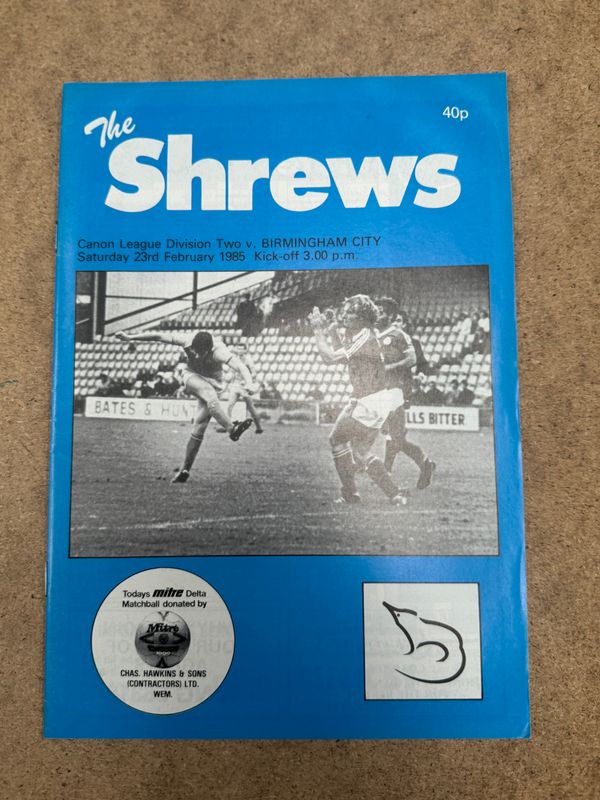 The
40p
Shrews
Canon League Division Two v. BIRMINGHAM CITY
Saturday 23rd February 1985 Kick-off 3.00 p.m.
BATES & HUNT
LLS BITTER
Todays mitre Delta
Matchball donated by
Mitre
CHAS. HAWKINS & SONS
(CONTRACTORS) LTD.
WEM.